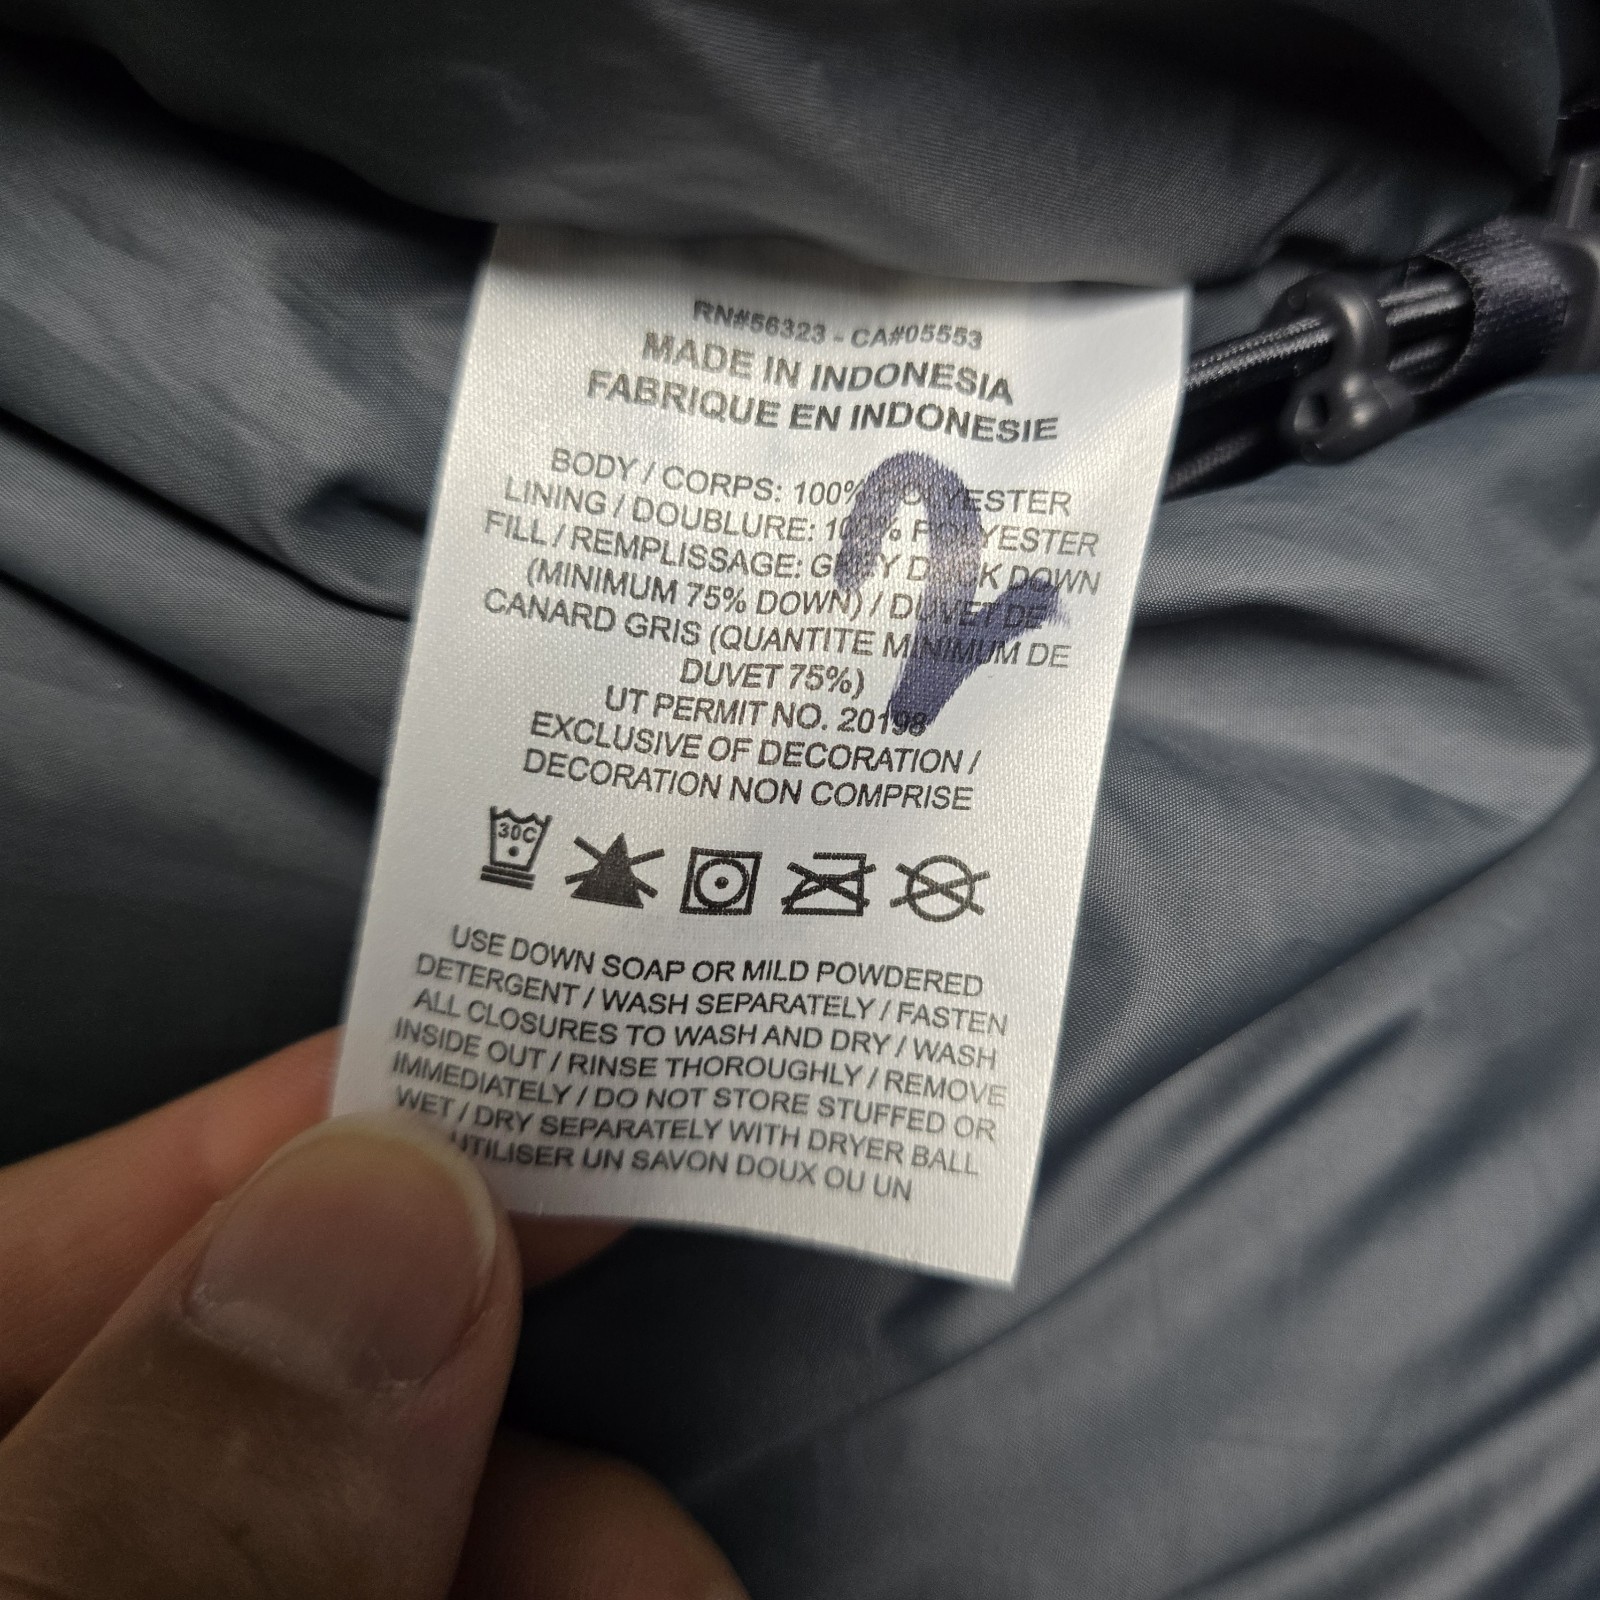 RN#56323 - CA#05553
MADE IN INDONESIA
FABRIQUE EN INDONESIE
BODY / CORPS: 100% POLYESTER
LINING / DOUBLURE: 100% POLYESTER
FILL / REMPLISSAGE: GREY DUCK DOWN
(MINIMUM 75% DOWN) / DUVET DE
CANARD GRIS (QUANTITE MINIMUM DE
DUVET 75%)
UT PERMIT NO. 20198
EXCLUSIVE OF DECORATION /
DECORATION NON COMPRISE
30C
USE DOWN SOAP OR MILD POWDERED
DETERGENT / WASH SEPARATELY / FASTEN
ALL CLOSURES TO WASH AND DRY / WASH
INSIDE OUT / RINSE THOROUGHLY / REMOVE
IMMEDIATELY / DO NOT STORE STUFFED OR
WET / DRY SEPARATELY WITH DRYER BALL
UTILISER UN SAVON DOUX OU UN